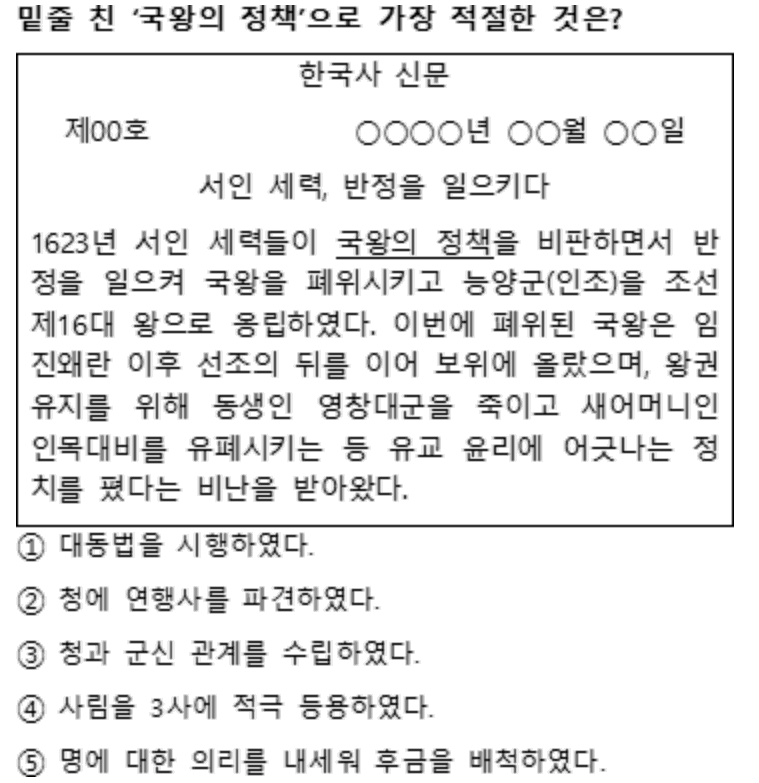 밑줄 친 ‘국왕의 정책’으로 가장 적절한 것은?
한국사 신문
제00호 ○○○○년 ○○월 ○○일
서인 세력, 반정을 일으키다
1623년 서인 세력들이 국왕의 정책을 비판하면서 반
정을 일으켜 국왕을 폐위시키고 능양군(인조)을 조선
제16대 왕으로 옹립하였다. 이번에 폐위된 국왕은 임
진왜란 이후 선조의 뒤를 이어 보위에 올랐으며, 왕권
유지를 위해 동생인 영창대군을 죽이고 새어머니인
인목대비를 유폐시키는 등 유교 윤리에 어긋나는 정
치를 폈다는 비난을 받아왔다.
① 대동법을 시행하였다.
② 청에 연행사를 파견하였다.
③ 청과 군신 관계를 수립하였다.
④ 사림을 3사에 적극 등용하였다.
⑤ 명에 대한 의리를 내세워 후금을 배척하였다.